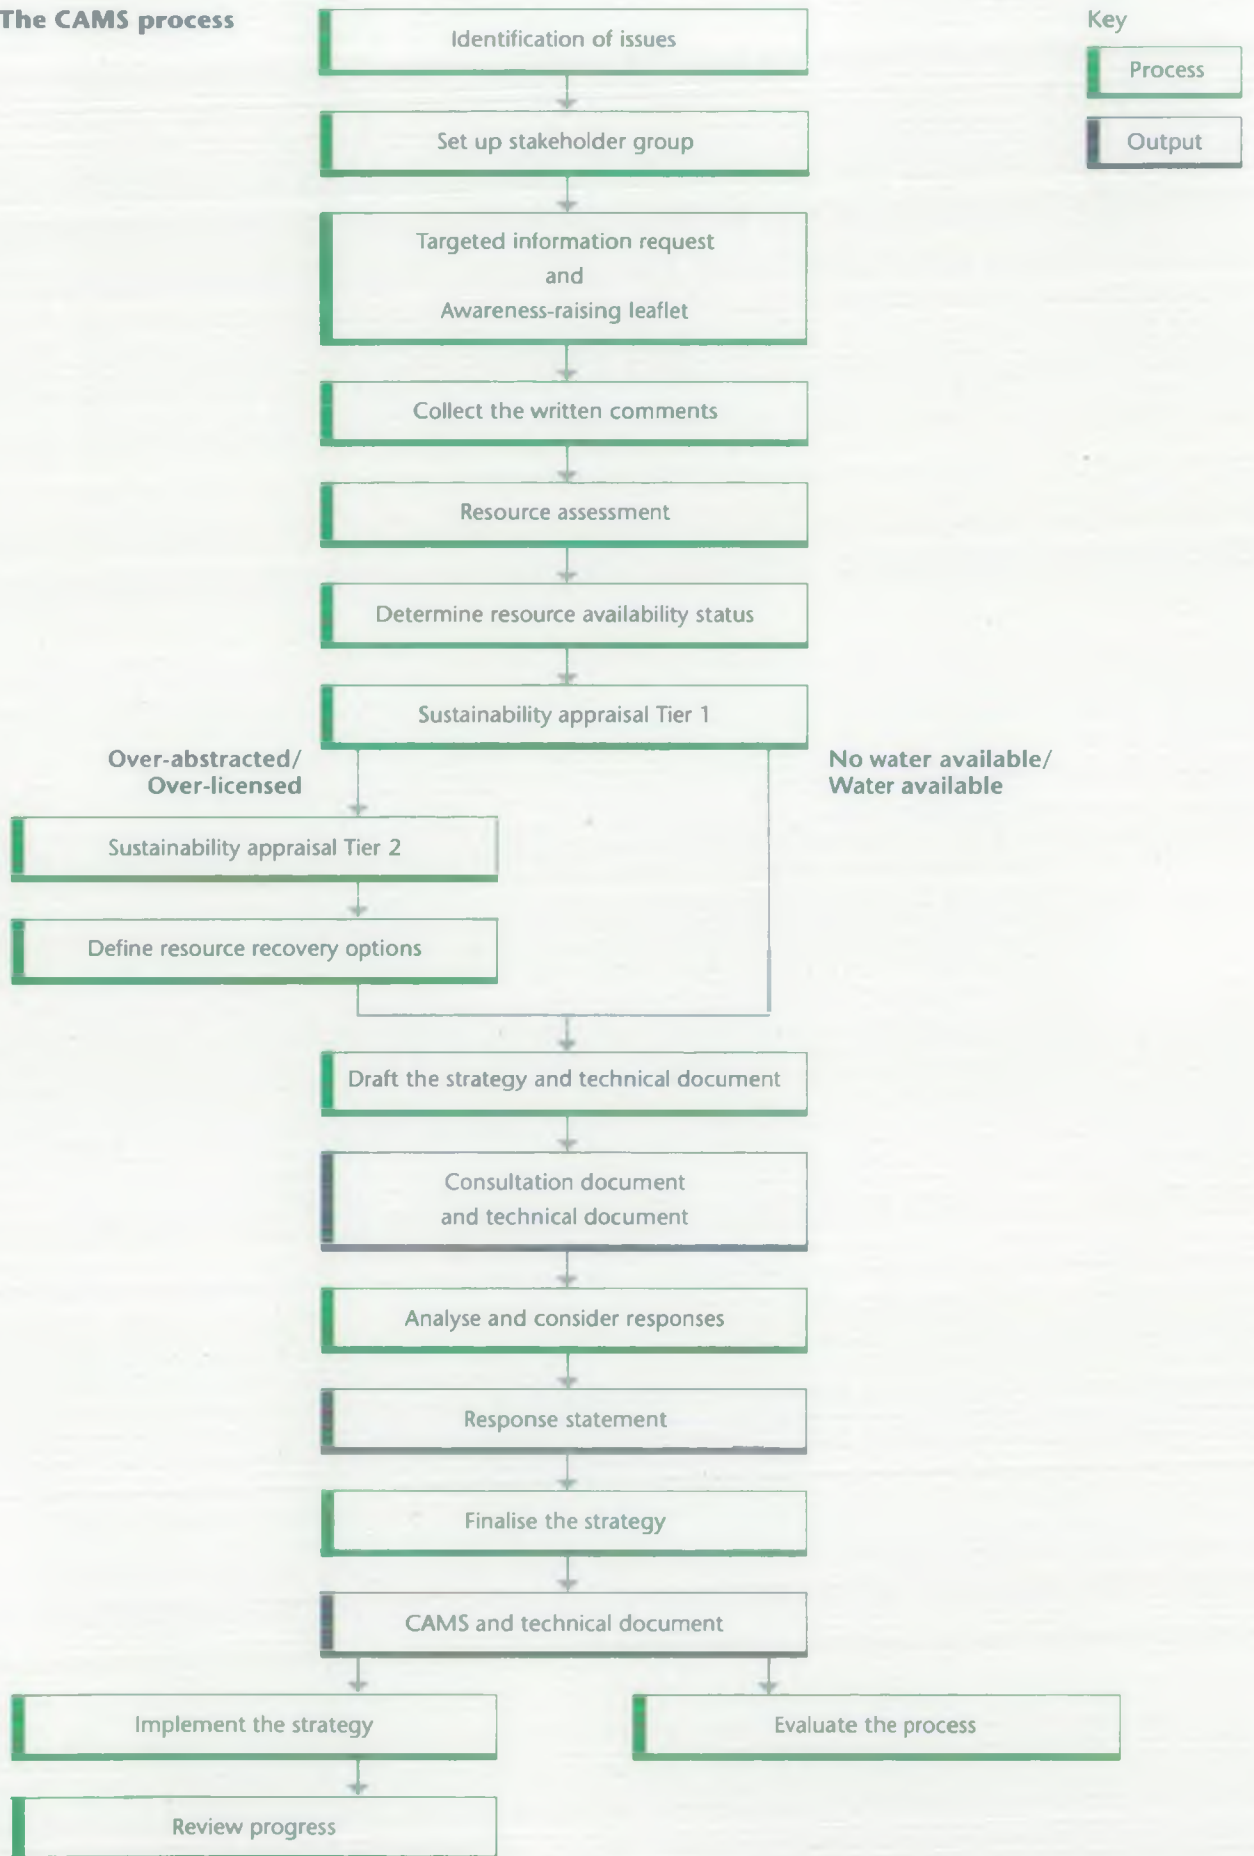 The CAMS process
Key
Process
Output
Identification of issues
Set up stakeholder group
Targeted information request
and
Awareness-raising leaflet
Collect the written comments
Resource assessment
Determine resource availability status
Sustainability appraisal Tier 1
Over-abstracted/
Over-licensed
No water available/
Water available
Sustainability appraisal Tier 2
Define resource recovery options
Draft the strategy and technical document
Consultation document
and technical document
Analyse and consider responses
Response statement
Finalise the strategy
CAMS and technical document
Implement the strategy
Evaluate the process
Review progress